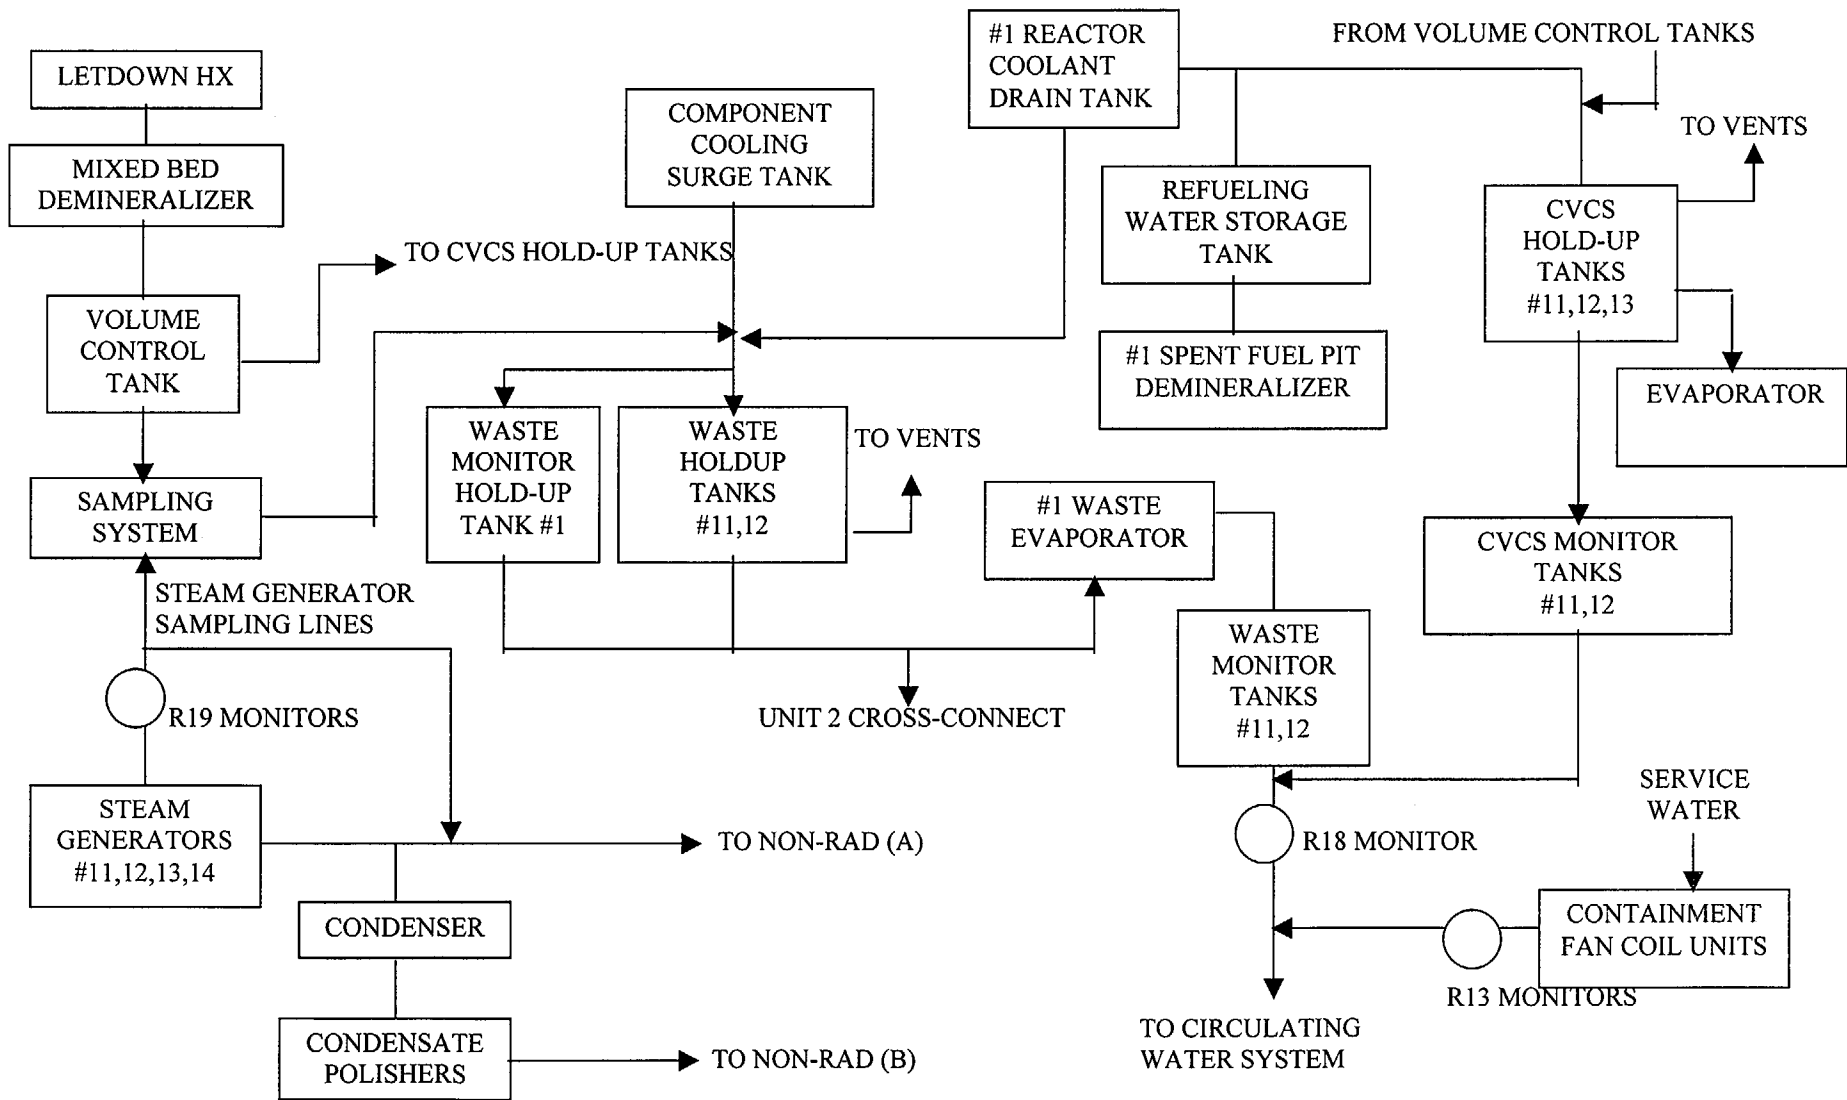 LETDOWN HX
MIXED BED
DEMINERALIZER
VOLUME
CONTROL
TANK
TO CVCS HOLD-UP TANKS
SAMPLING
SYSTEM
STEAM GENERATOR
SAMPLING LINES
R19 MONITORS
STEAM
GENERATORS
#11,12,13,14
CONDENSER
CONDENSATE
POLISHERS
TO NON-RAD (A)
TO NON-RAD (B)
COMPONENT
COOLING
SURGE TANK
WASTE
MONITOR
HOLD-UP
TANK #1
WASTE
HOLDUP
TANKS
#11,12
TO VENTS
UNIT 2 CROSS-CONNECT
#1 REACTOR
COOLANT
DRAIN TANK
REFUELING
WATER STORAGE
TANK
#1 SPENT FUEL PIT
DEMINERALIZER
#1 WASTE
EVAPORATOR
WASTE
MONITOR
TANKS
#11,12
R18 MONITOR
TO CIRCULATING
WATER SYSTEM
FROM VOLUME CONTROL TANKS
TO VENTS
CVCS
HOLD-UP
TANKS
#11,12,13
EVAPORATOR
CVCS MONITOR
TANKS
#11,12
SERVICE
WATER
CONTAINMENT
FAN COIL UNITS
R13 MONITORS